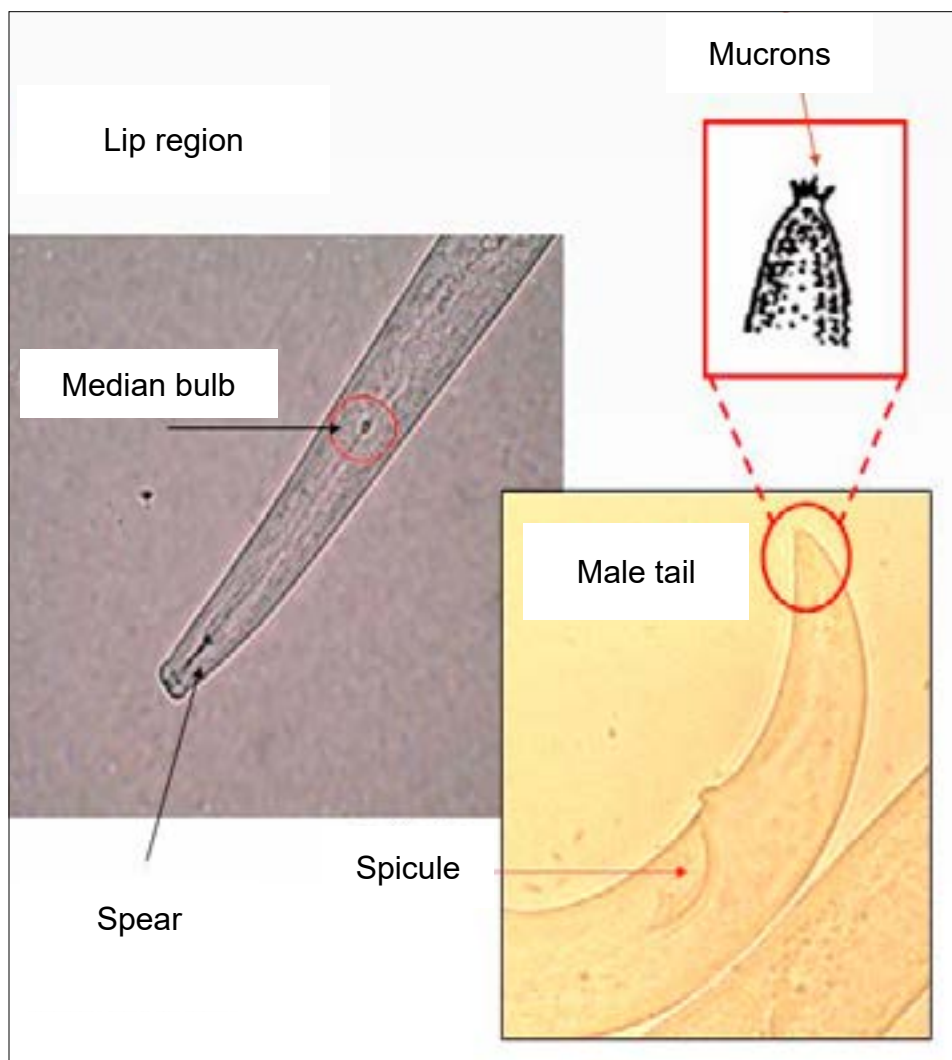 Mucrons
Lip region
Median bulb
Male tail
Spicule
Spear